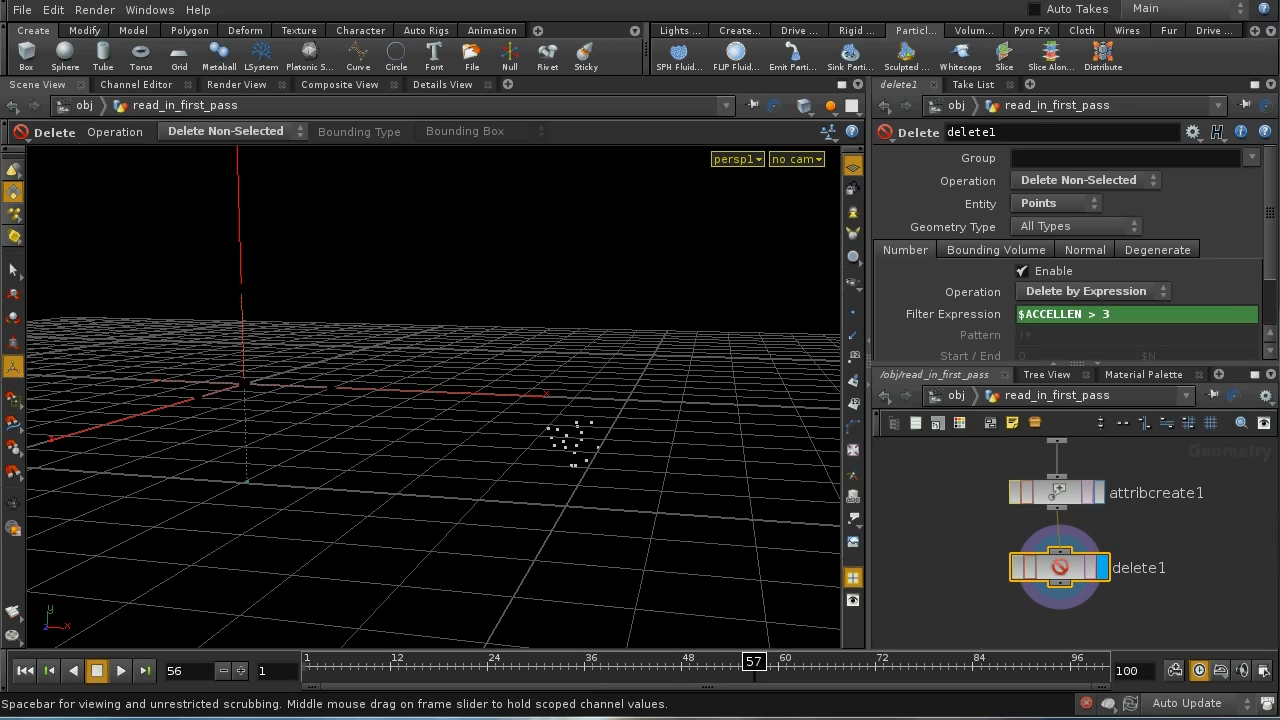 File Edit Render Windows Help Auto Takes Main
Create Modify Model Polygon Deform Texture Character Auto Rigs Animation Lights ... Create... Drive ... Rigid ... Particl... Volum... Pyro FX Cloth Wires Fur Drive ...
Box Sphere Tube Torus Grid Metaball LSystem Platonic S... Curve Circle Font File Null Rivet Sticky SPH Fluid... FLIP Fluid... Emit Parti... Sink Parti... Sculpted ... Whitecaps Slice Slice Alon... Distribute
Scene View Channel Editor Render View Composite View Details View delete1 Take List
obj read_in_first_pass obj read_in_first_pass
Delete Operation Delete Non-Selected Bounding Type Bounding Box Delete delete1
persp1 no cam
Group
Operation Delete Non-Selected
Entity Points
Geometry Type All Types
Number Bounding Volume Normal Degenerate
Enable
Operation Delete by Expression
Filter Expression $ACCELLEN > 3
Pattern !*
Start / End 0 $N
/obj/read_in_first_pass Tree View Material Palette
obj read_in_first_pass
Geometry
attribcreate1
delete1
y
z x
56 1 1 12 24 36 48 57 60 72 84 96 100
Spacebar for viewing and unrestricted scrubbing. Middle mouse drag on frame slider to hold scoped channel values. Auto Update